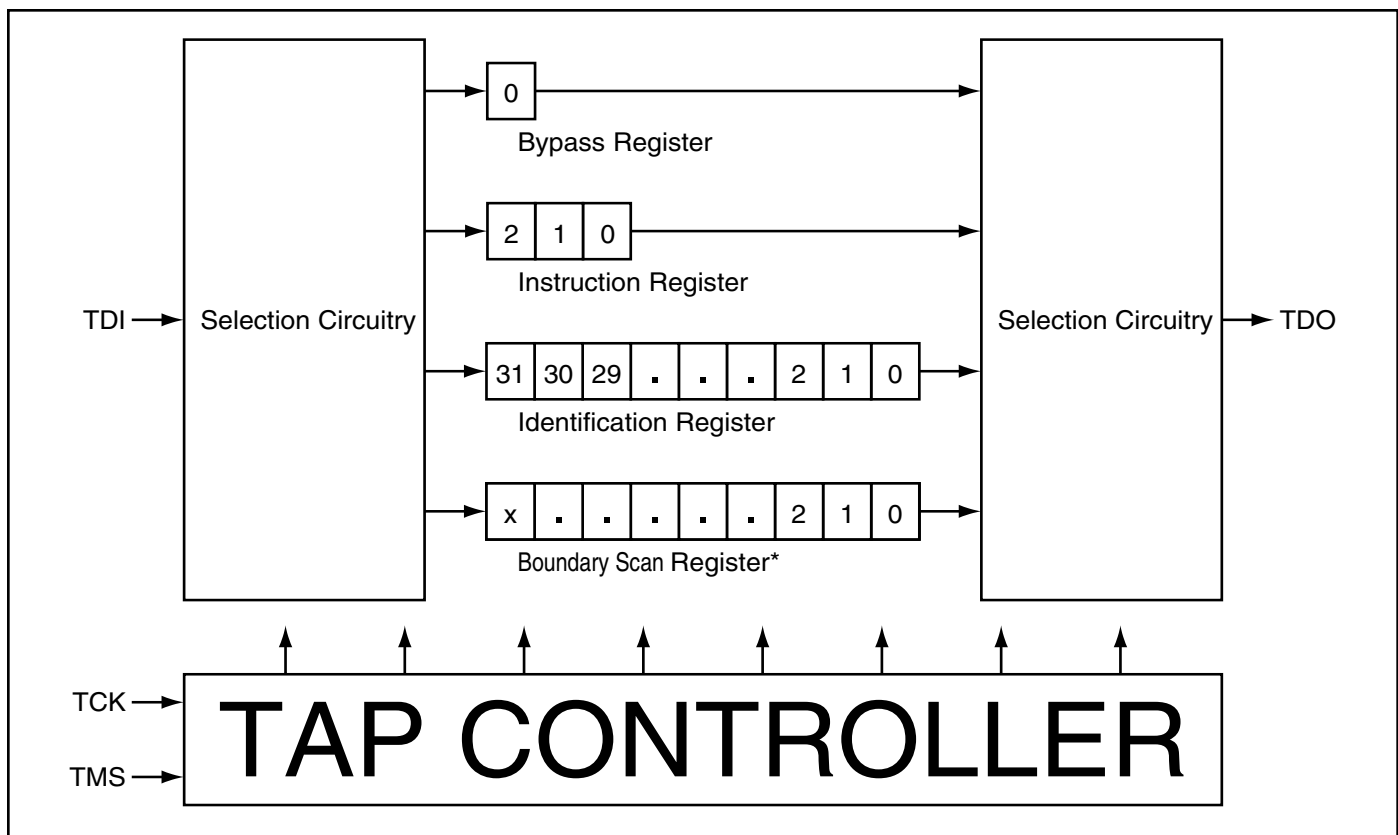 0
Bypass Register
2 1 0
Instruction Register
TDI
Selection Circuitry
Selection Circuitry
TDO
31 30 29 . . . 2 1 0
Identification Register
x . . . . . 2 1 0
Boundary Scan Register*
TCK
TAP CONTROLLER
TMS